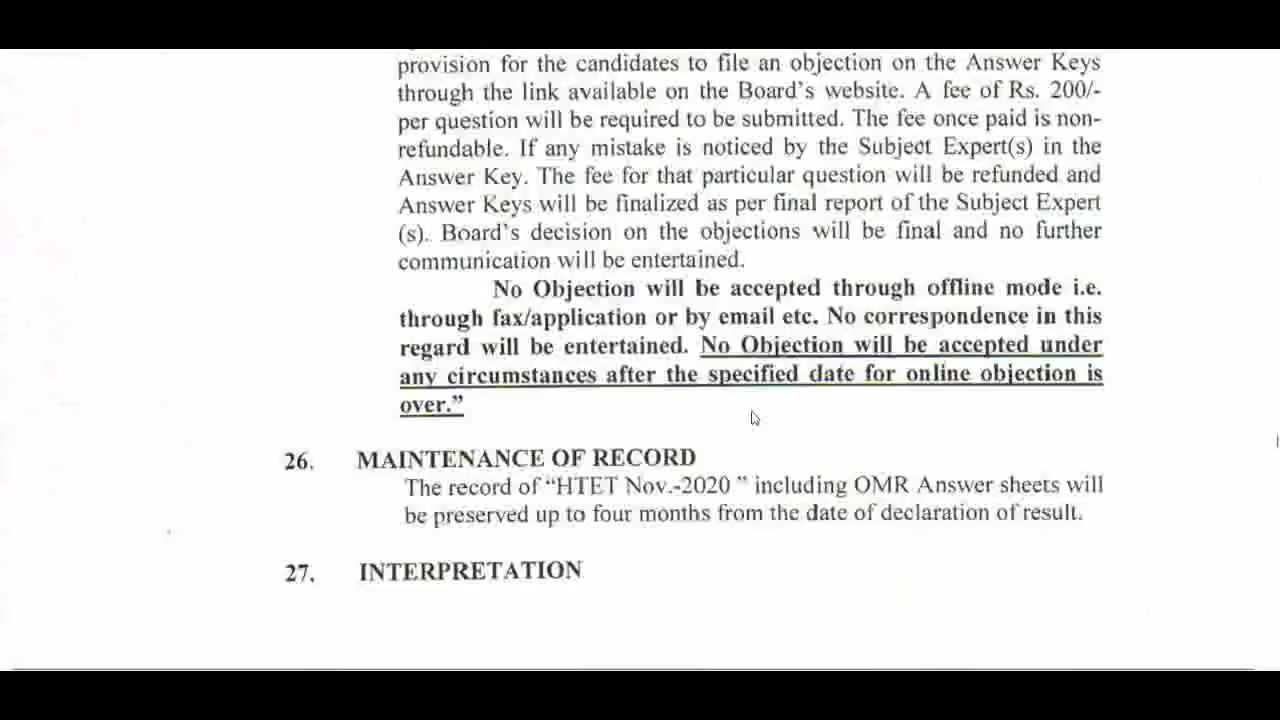 provision for the candidates to file an objection on the Answer Keys
through the link available on the Board's website. A fee of Rs. 200/-
per question will be required to be submitted. The fee once paid is non-
refundable. If any mistake is noticed by the Subject Expert(s) in the
Answer Key. The fee for that particular question will be refunded and
Answer Keys will be finalized as per final report of the Subject Expert
(s). Board's decision on the objections will be final and no further
communication will be entertained.
No Objection will be accepted through offline mode i.e.
through fax/application or by email etc. No correspondence in this
regard will be entertained. No Objection will be accepted under
any circumstances after the specified date for online objection is
over.”
26. MAINTENANCE OF RECORD
The record of “HTET Nov.-2020 ” including OMR Answer sheets will
be preserved up to four months from the date of declaration of result.
27. INTERPRETATION